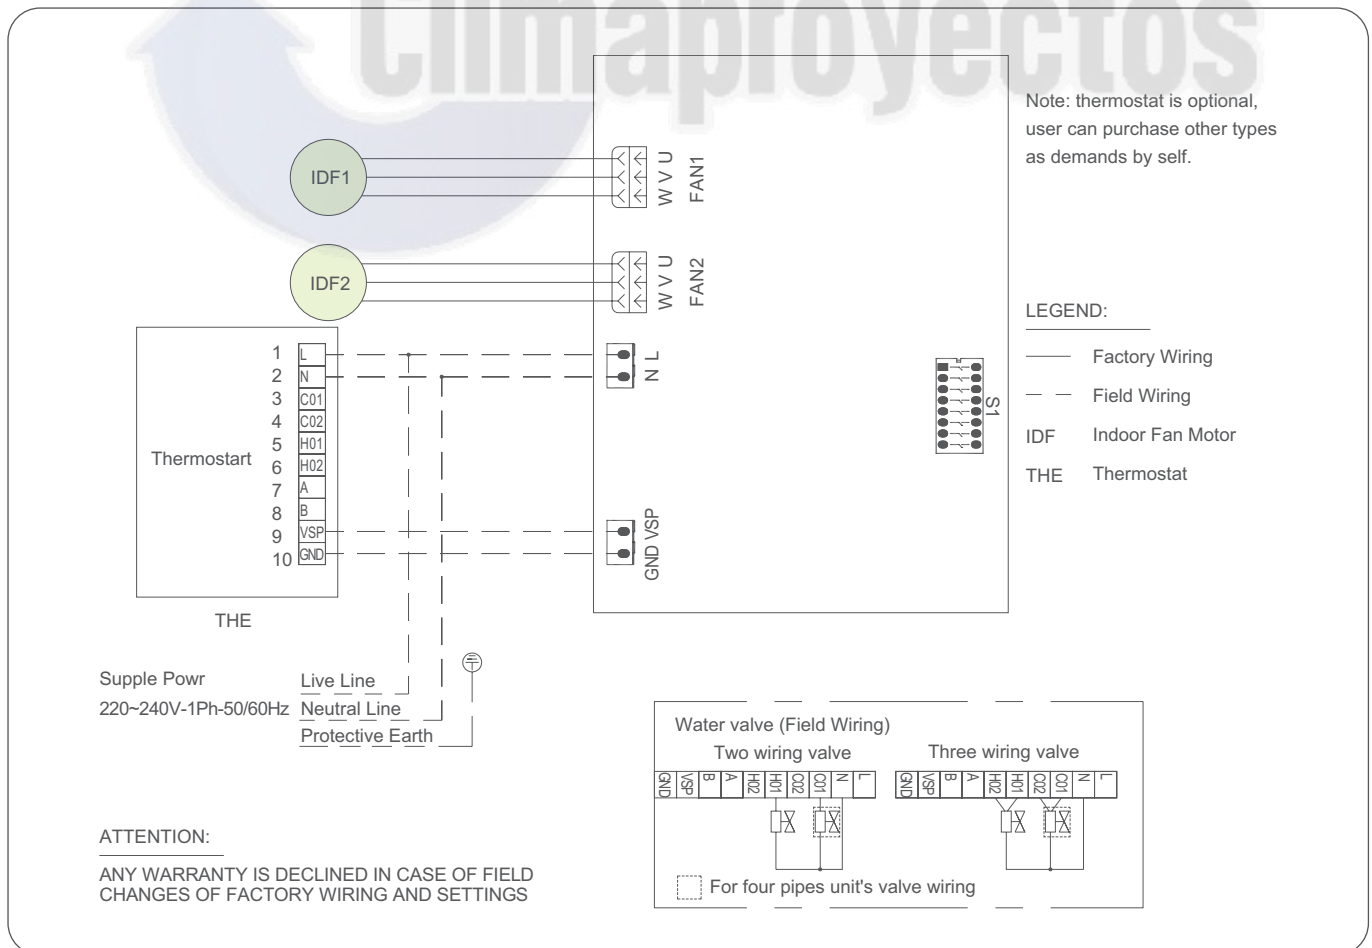 Climaproyectos
Note: thermostat is optional,
user can purchase other types
as demands by self.
IDF1
W V U
FAN1
IDF2
W V U
FAN2
LEGEND:
Factory Wiring
Field Wiring
IDF Indoor Fan Motor
THE Thermostat
Thermostart
1 L
2 N
3 C01
4 C02
5 H01
6 H02
7 A
8 B
9 VSP
10 GND
THE
N L
GND VSP
S1
Supple Powr
220~240V-1Ph-50/60Hz
Live Line
Neutral Line
Protective Earth
Water valve (Field Wiring)
Two wiring valve
GND VSP B A H02 H01 C02 C01 N L
Three wiring valve
GND VSP B A H02 H01 C02 C01 N L
For four pipes unit's valve wiring
ATTENTION:
ANY WARRANTY IS DECLINED IN CASE OF FIELD
CHANGES OF FACTORY WIRING AND SETTINGS